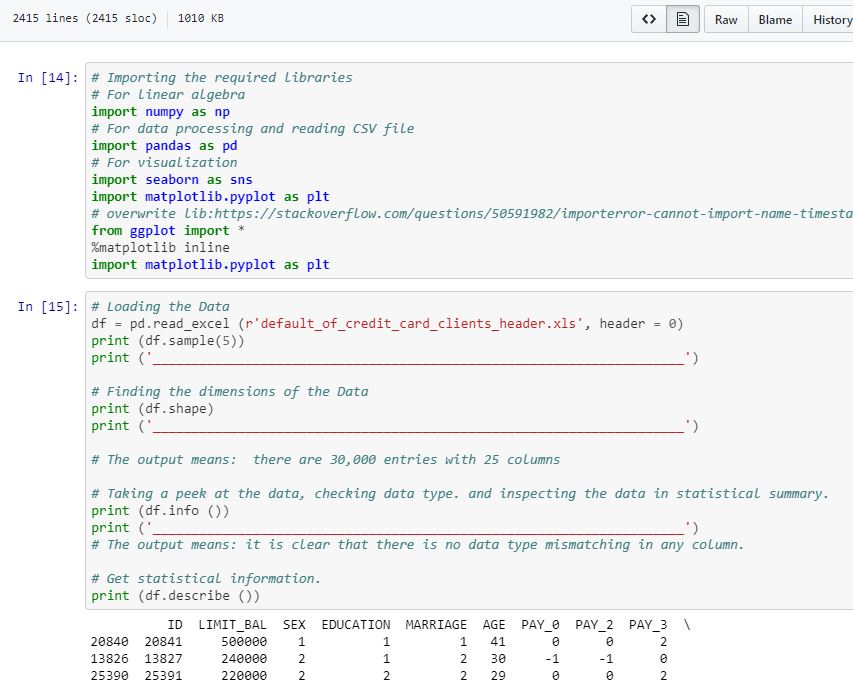 2415 lines (2415 sloc) 1010 KB
Raw Blame History
In [14]: # Importing the required libraries
# For linear algebra
import numpy as np
# For data processing and reading CSV file
import pandas as pd
# For visualization
import seaborn as sns
import matplotlib.pyplot as plt
# overwrite lib:https://stackoverflow.com/questions/50591982/importerror-cannot-import-name-timesta
from ggplot import *
%matplotlib inline
import matplotlib.pyplot as plt
In [15]: # Loading the Data
df = pd.read_excel (r'default_of_credit_card_clients_header.xls', header = 0)
print (df.sample(5))
print ('_____________________________________________________________________')
# Finding the dimensions of the Data
print (df.shape)
print ('_____________________________________________________________________')
# The output means:  there are 30,000 entries with 25 columns
# Taking a peek at the data, checking data type. and inspecting the data in statistical summary.
print (df.info ())
print ('_____________________________________________________________________')
# The output means: it is clear that there is no data type mismatching in any column.
# Get statistical information.
print (df.describe ())
ID LIMIT_BAL SEX EDUCATION MARRIAGE AGE PAY_0 PAY_2 PAY_3 \
20840 20841 500000 1 1 1 41 0 0 2
13826 13827 240000 2 1 2 30 -1 -1 0
25390 25391 220000 2 2 2 29 0 0 2